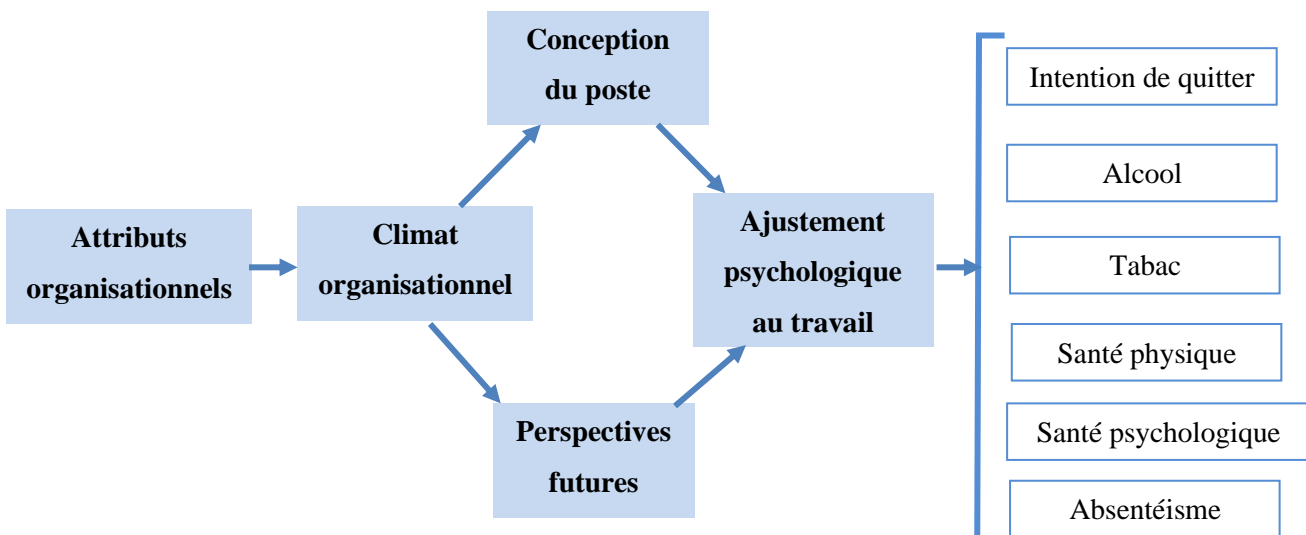 Conception
du poste
Attributs
organisationnels
Climat
organisationnel
Perspectives
futures
Ajustement
psychologique
au travail
Intention de quitter
Alcool
Tabac
Santé physique
Santé psychologique
Absentéisme